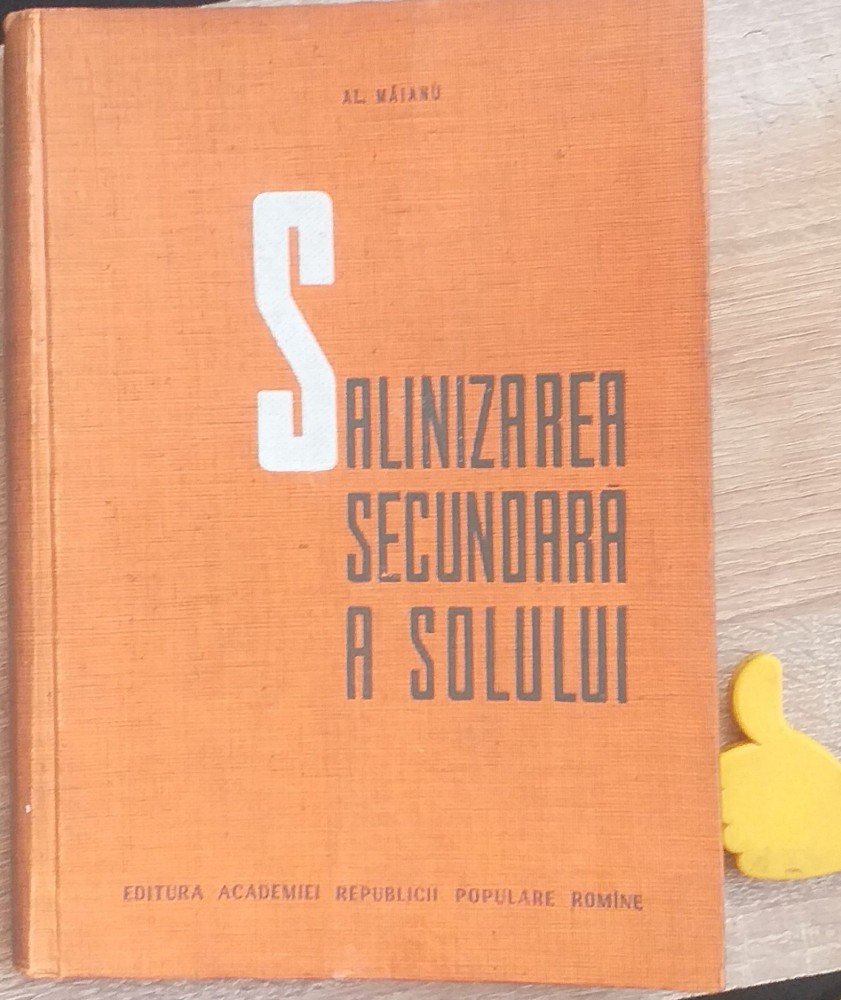 AL. MĂIANU
SALINIZAREA
SECUNDARĂ
A SOLULUI
EDITURA ACADEMIEI REPUBLICII POPULARE ROMÎNE